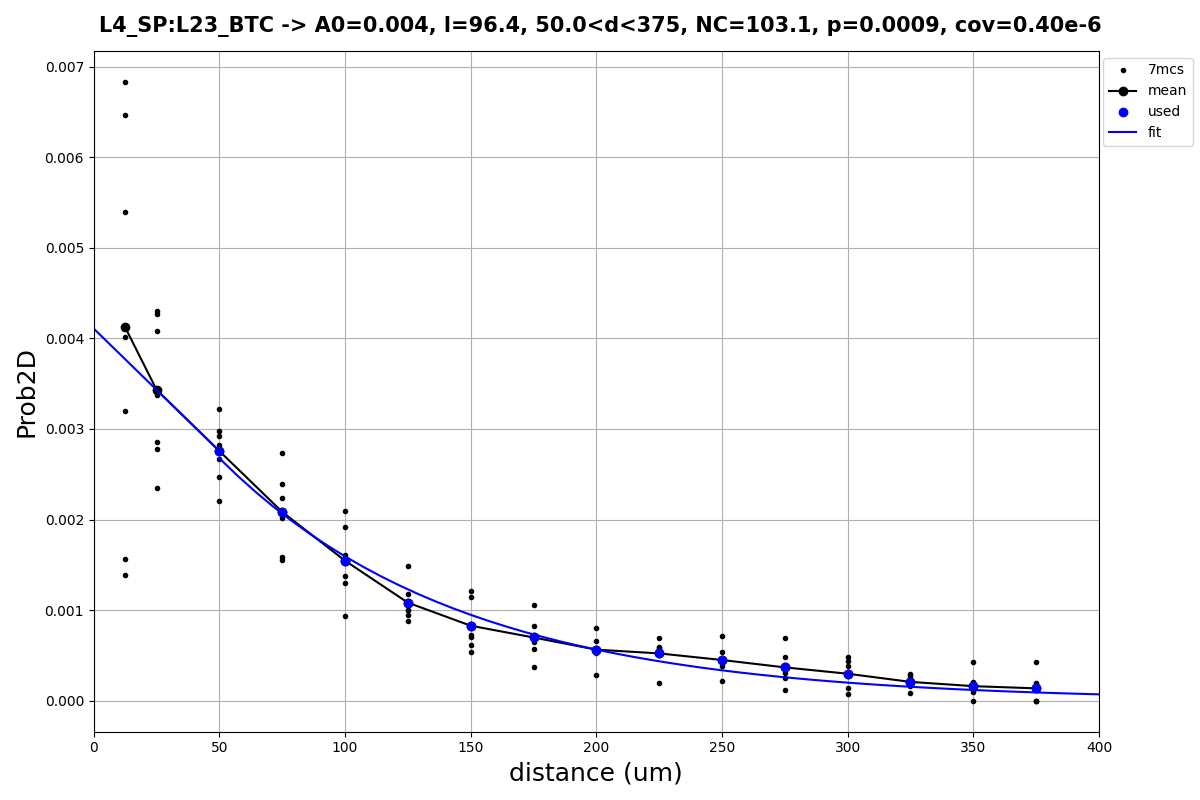 L4_SP:L23_BTC -> A0=0.004, l=96.4, 50.0<d<375, NC=103.1, p=0.0009, cov=0.40e-6
0.007
0.006
0.005
0.004
0.003
0.002
0.001
0.000
Prob2D
0
50
100
150
200
250
300
350
400
distance (um)
7mcs
mean
used
fit